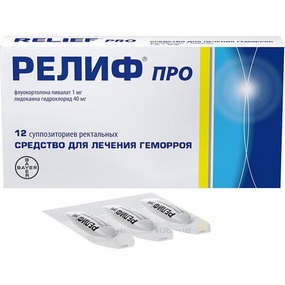 RELIEF PRO
РЕЛИФ® ПРО
флуокортолона пивалат 1 мг
лидокаина гидрохлорид 40 мг
12 суппозиториев ректальных
СРЕДСТВО ДЛЯ ЛЕЧЕНИЯ ГЕМОРРОЯ
BAYER